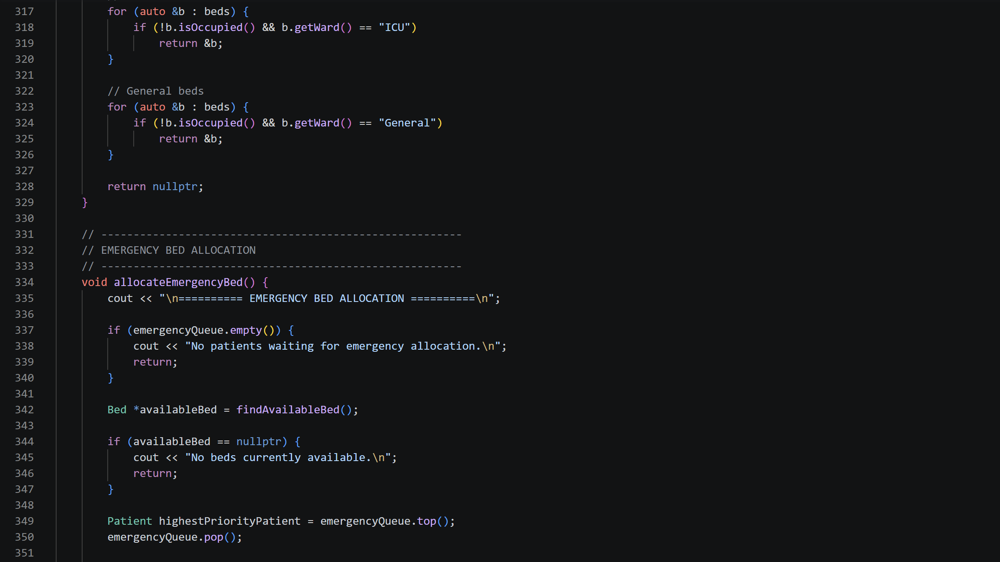 317 for (auto &b : beds) {
318 if (!b.isOccupied() && b.getWard() == "ICU")
319 return &b;
320 }
321
322 // General beds
323 for (auto &b : beds) {
324 if (!b.isOccupied() && b.getWard() == "General")
325 return &b;
326 }
327
328 return nullptr;
329 }
330
331 // --------------------------------------------------------
332 // EMERGENCY BED ALLOCATION
333 // --------------------------------------------------------
334 void allocateEmergencyBed() {
335 cout << "\n========== EMERGENCY BED ALLOCATION ==========\n";
336
337 if (emergencyQueue.empty()) {
338 cout << "No patients waiting for emergency allocation.\n";
339 return;
340 }
341
342 Bed *availableBed = findAvailableBed();
343
344 if (availableBed == nullptr) {
345 cout << "No beds currently available.\n";
346 return;
347 }
348
349 Patient highestPriorityPatient = emergencyQueue.top();
350 emergencyQueue.pop();
351